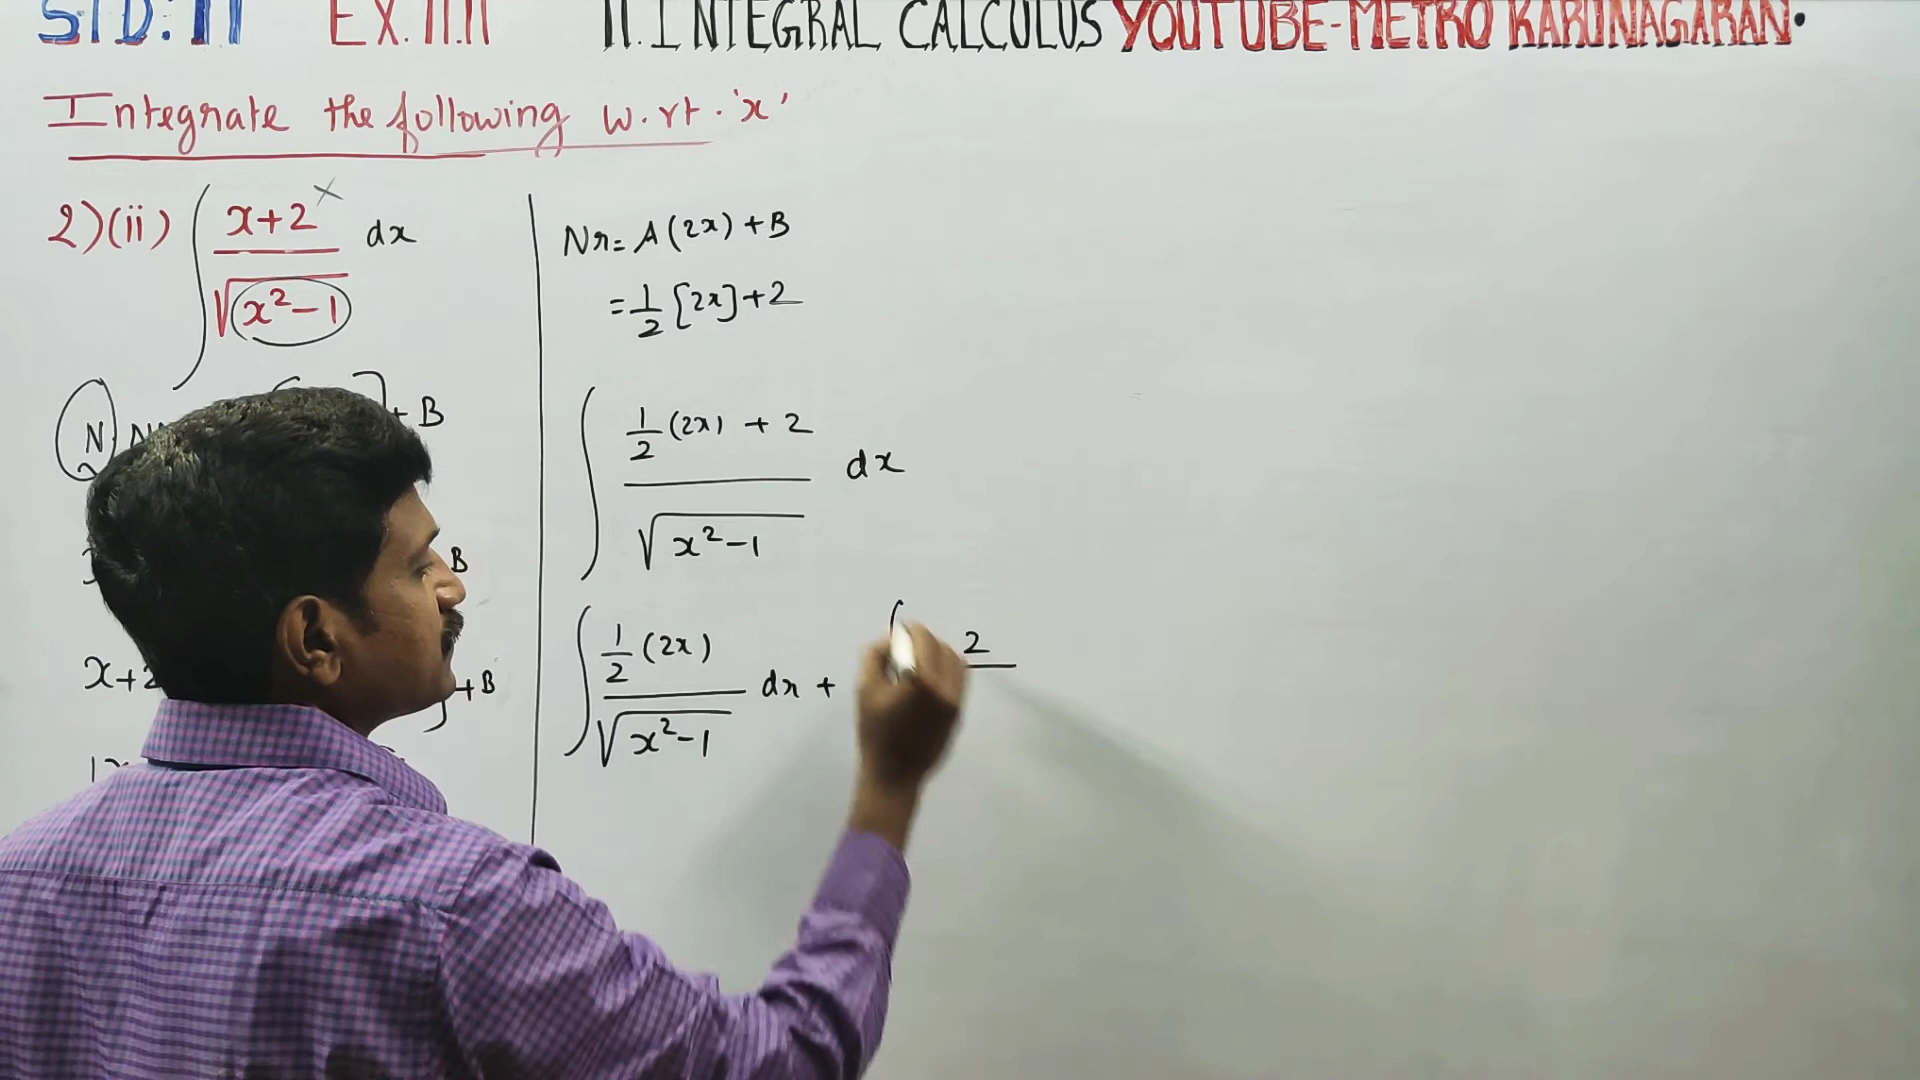 STD: 11 EX. 11.11 11. INTEGRAL CALCULUS YOUTUBE-METRO KARUNAGARAN.
Integrate the following w.rt. 'x'
2)(ii) ∫ x+2 / √(x²-1) dx
+ B
B
x+2
+B
Nr = A(2x) + B
= 1/2 [2x] + 2
∫ 1/2 (2x) + 2 / √(x²-1) dx
∫ 1/2 (2x) / √(x²-1) dx + ∫ 2